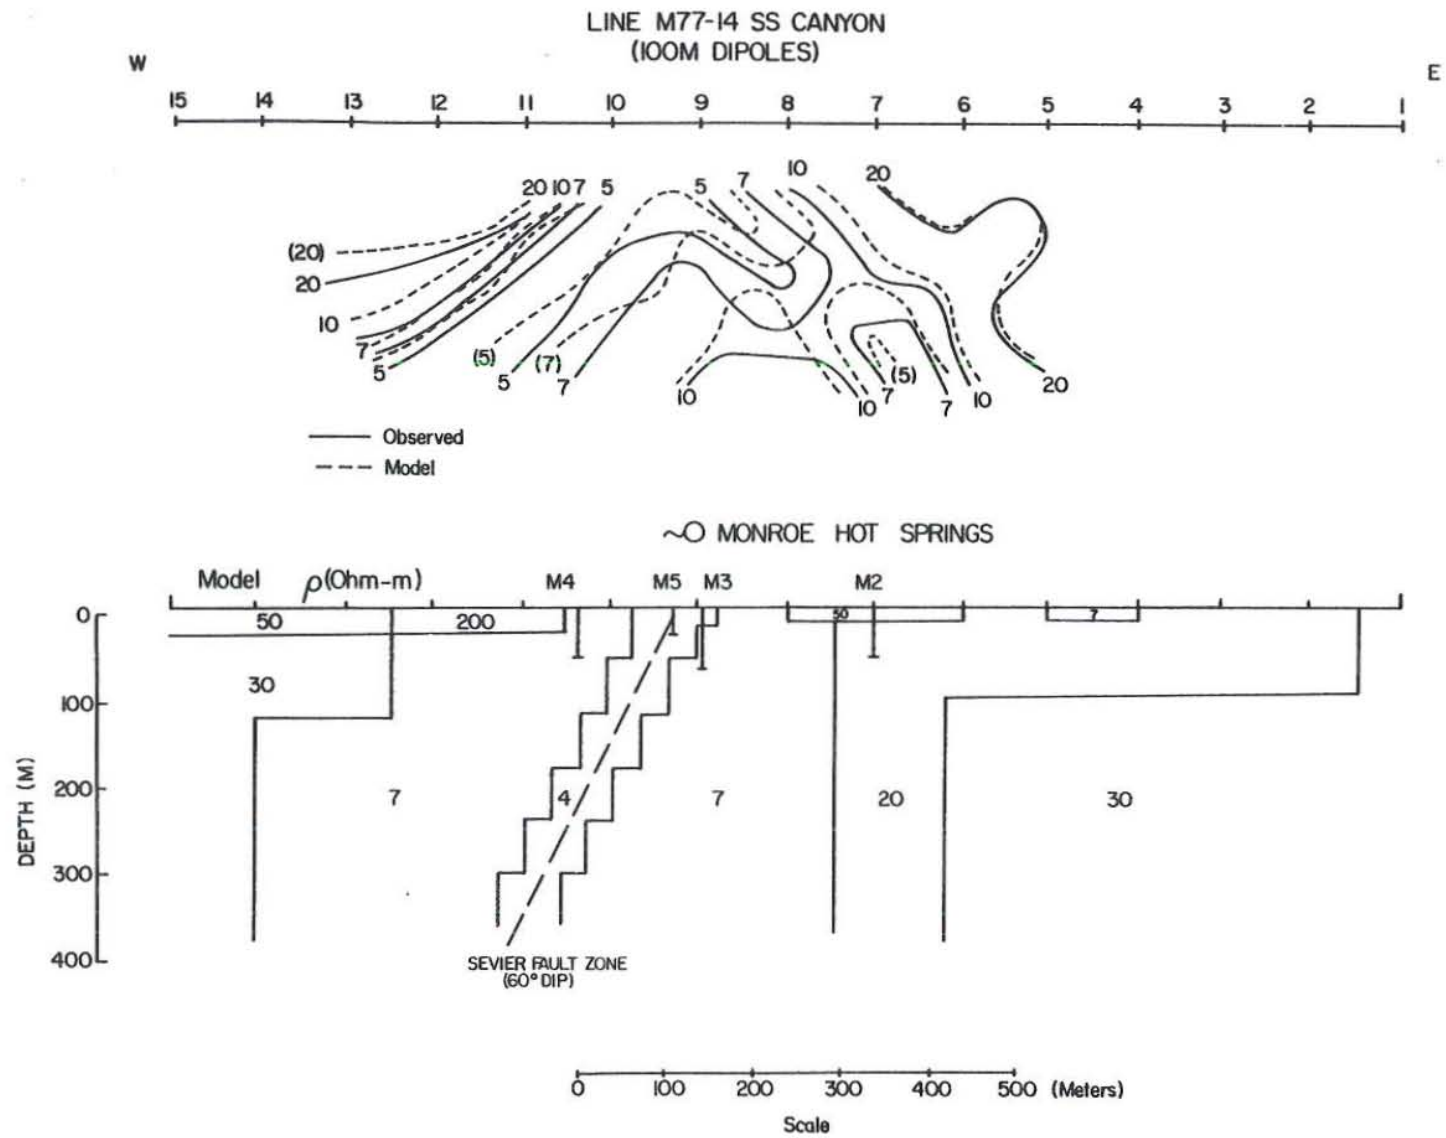 LINE M77-14 SS CANYON
(100M DIPOLES)
W
E
15 14 13 12 11 10 9 8 7 6 5 4 3 2 1
20 10 7 5 5 7 10 20
(20)
20
10
7
5
(5)
5
(7)
7
10
10
7
(5)
7
10
20
Observed
Model
MONROE HOT SPRINGS
Model ρ(Ohm-m) M4 M5 M3 M2
0
50 200 50 7
30
100
200
7 4 7 20 30
300
400
DEPTH (M)
SEVIER FAULT ZONE
(60° DIP)
0 100 200 300 400 500 (Meters)
Scale